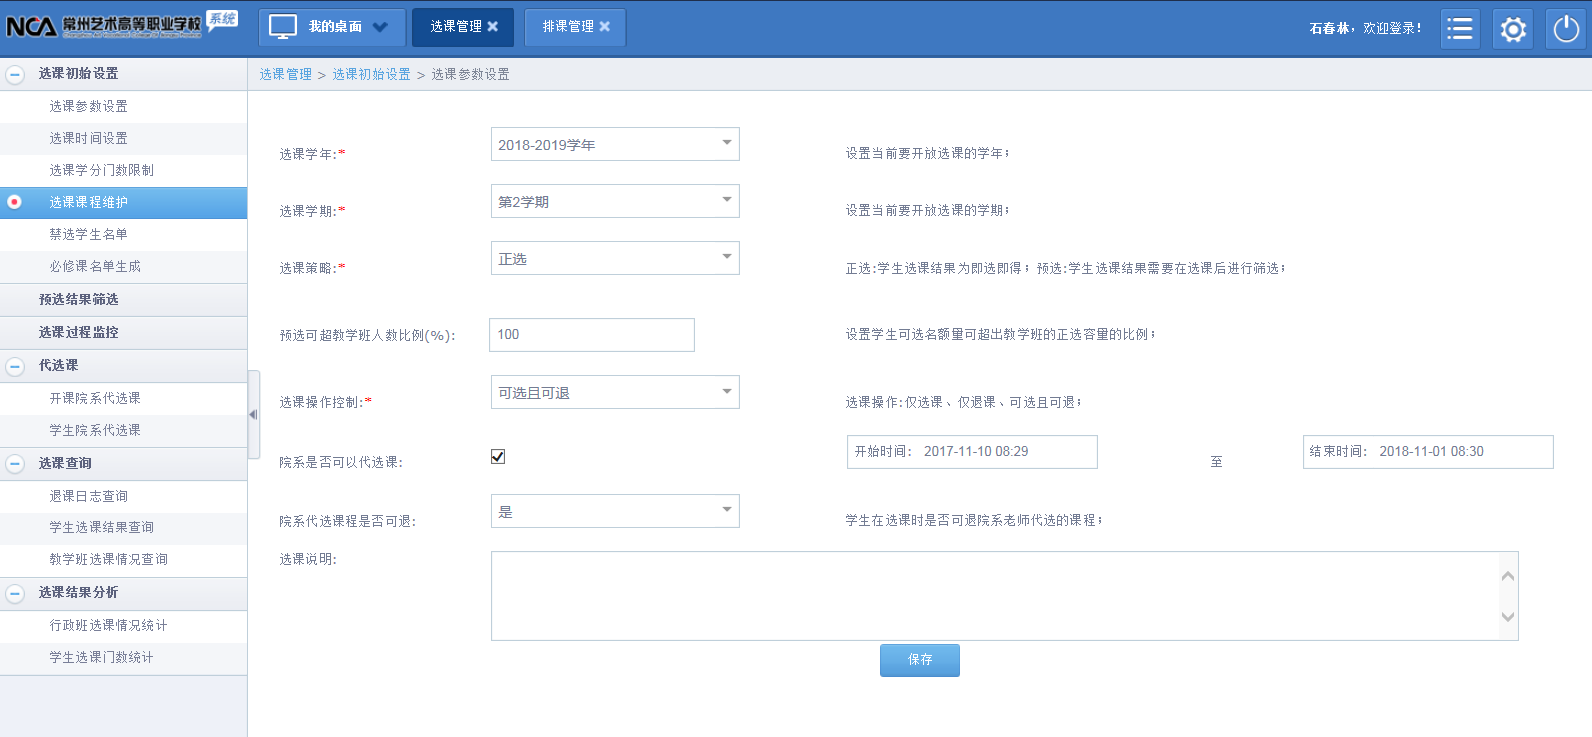 NCA 常州艺术高等职业学校 系统
我的桌面
选课管理
排课管理
石春林，欢迎登录！
选课初始设置
选课参数设置
选课时间设置
选课学分门数限制
选课课程维护
禁选学生名单
必修课名单生成
预选结果筛选
选课过程监控
代选课
开课院系代选课
学生院系代选课
选课查询
退课日志查询
学生选课结果查询
教学班选课情况查询
选课结果分析
行政班选课情况统计
学生选课门数统计
选课管理 > 选课初始设置 > 选课参数设置
选课学年:* 2018-2019学年 设置当前要开放选课的学年；
选课学期:* 第2学期 设置当前要开放选课的学期；
选课策略:* 正选 正选:学生选课结果为即选即得；预选:学生选课结果需要在选课后进行筛选；
预选可超教学班人数比例(%): 100 设置学生可选名额量可超出教学班的正选容量的比例；
选课操作控制:* 可选且可退 选课操作:仅选课、仅退课、可选且可退；
院系是否可以代选课: 开始时间： 2017-11-10 08:29 至 结束时间： 2018-11-01 08:30
院系代选课程是否可退: 是 学生在选课时是否可退院系老师代选的课程；
选课说明:
保存